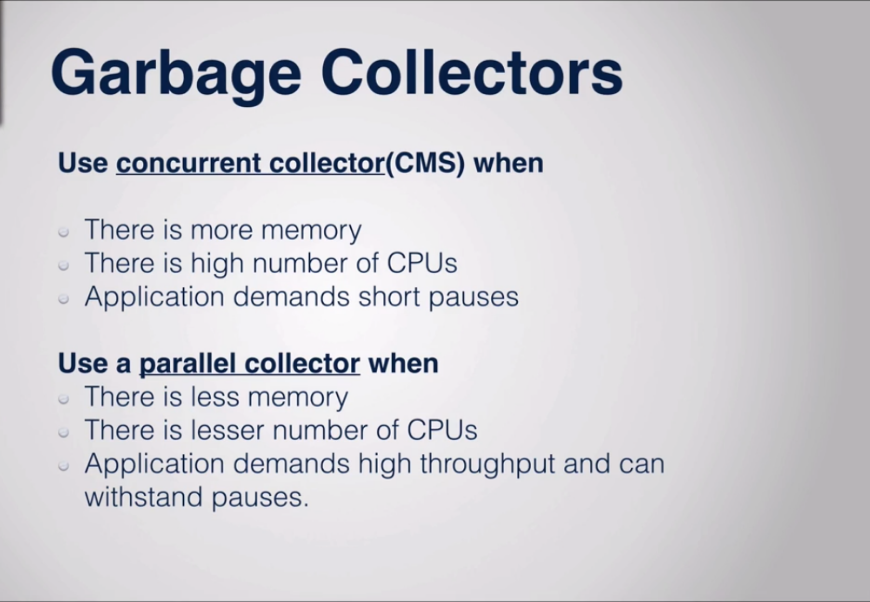 Garbage Collectors
Use concurrent collector(CMS) when
There is more memory
There is high number of CPUs
Application demands short pauses
Use a parallel collector when
There is less memory
There is lesser number of CPUs
Application demands high throughput and can
withstand pauses.